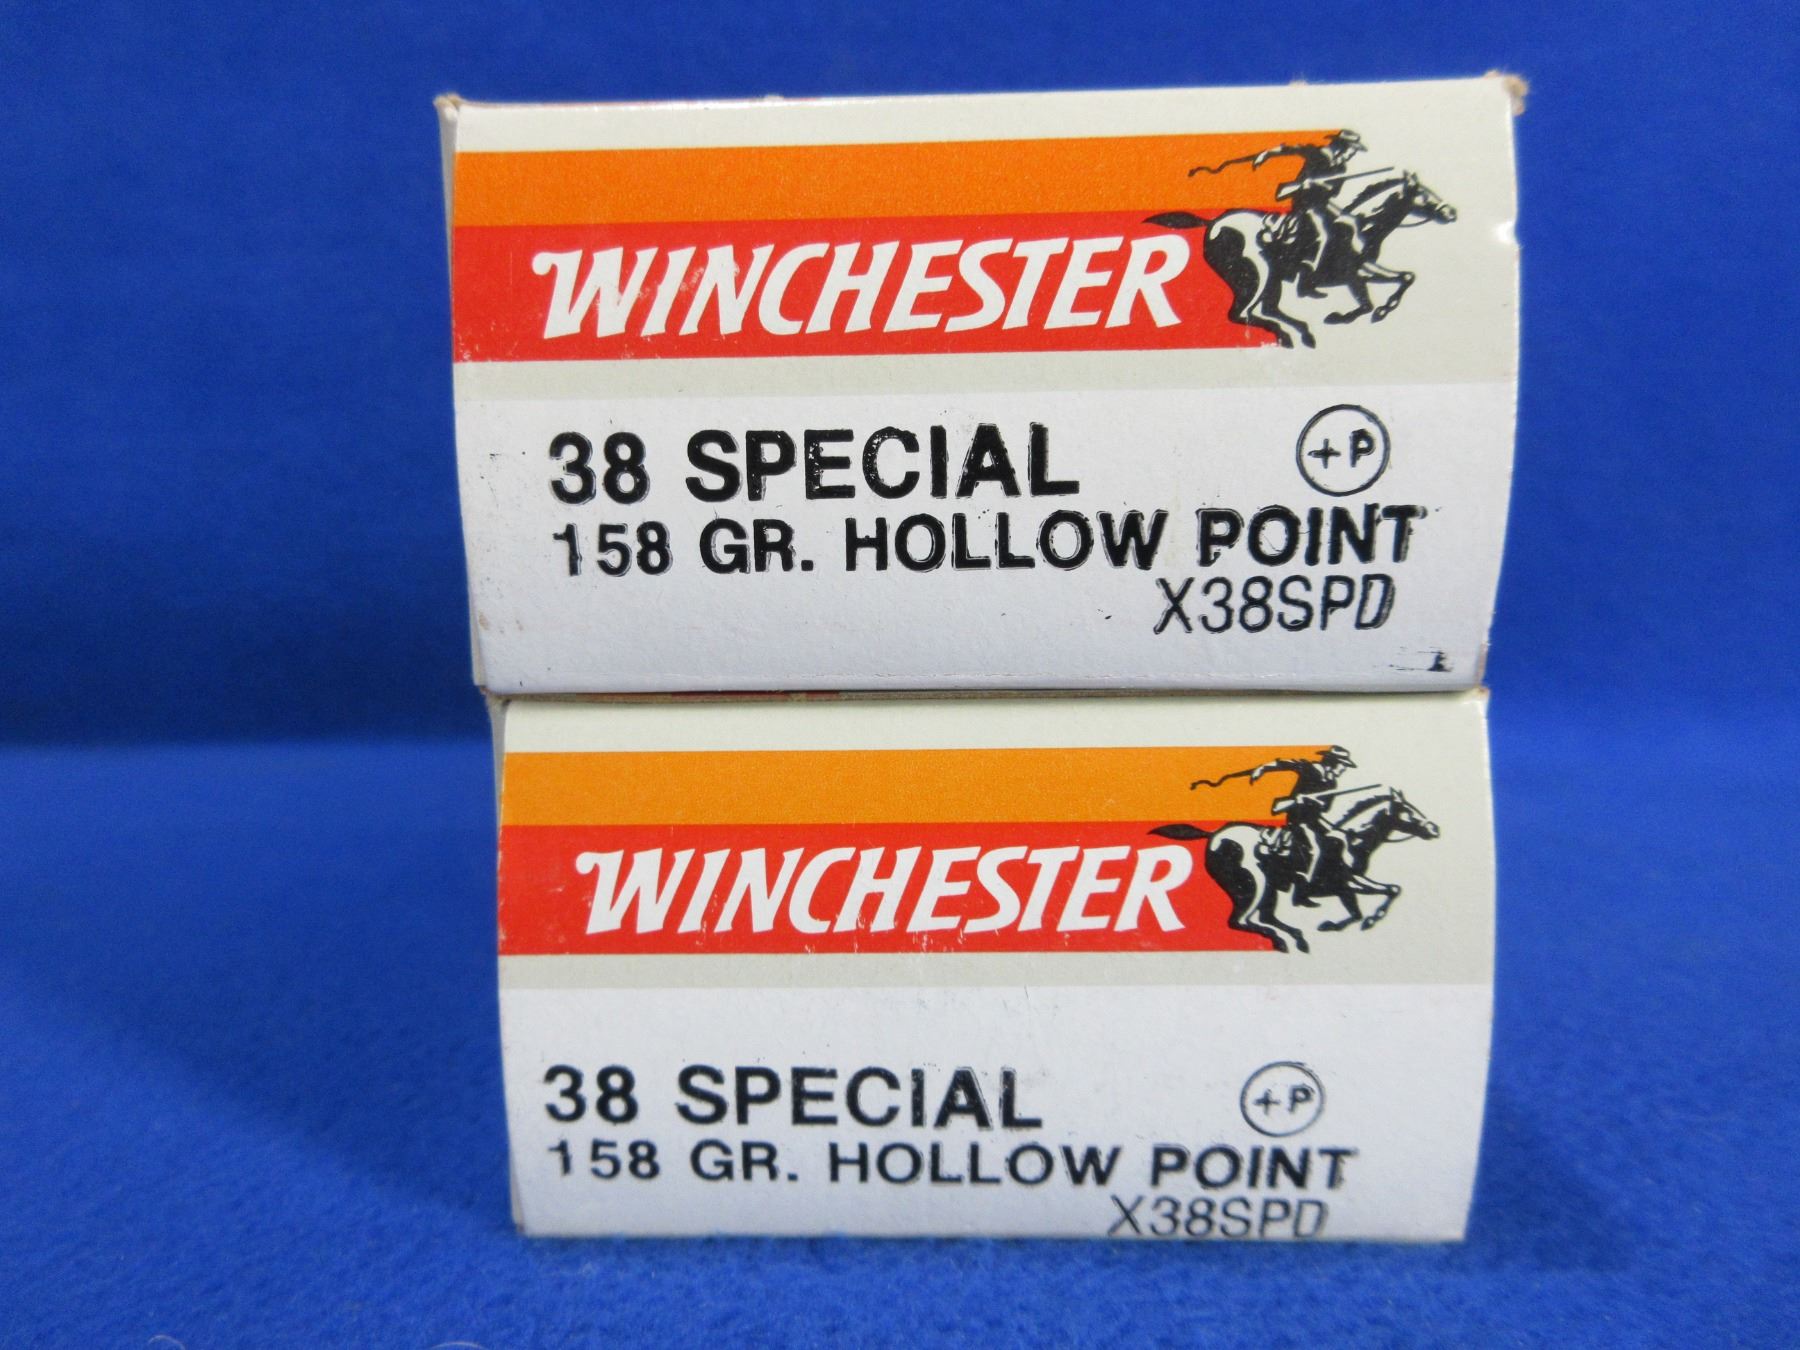 WINCHESTER
38 SPECIAL +P
158 GR. HOLLOW POINT
X38SPD
WINCHESTER
38 SPECIAL +P
158 GR. HOLLOW POINT
X38SPD